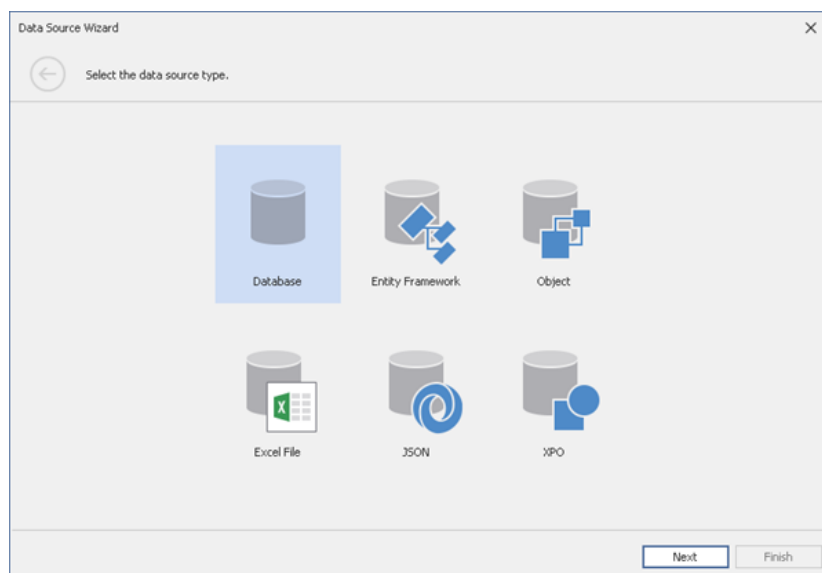 Data Source Wizard
Select the data source type.
Database Entity Framework Object
X
Excel File JSON XPO
Next Finish